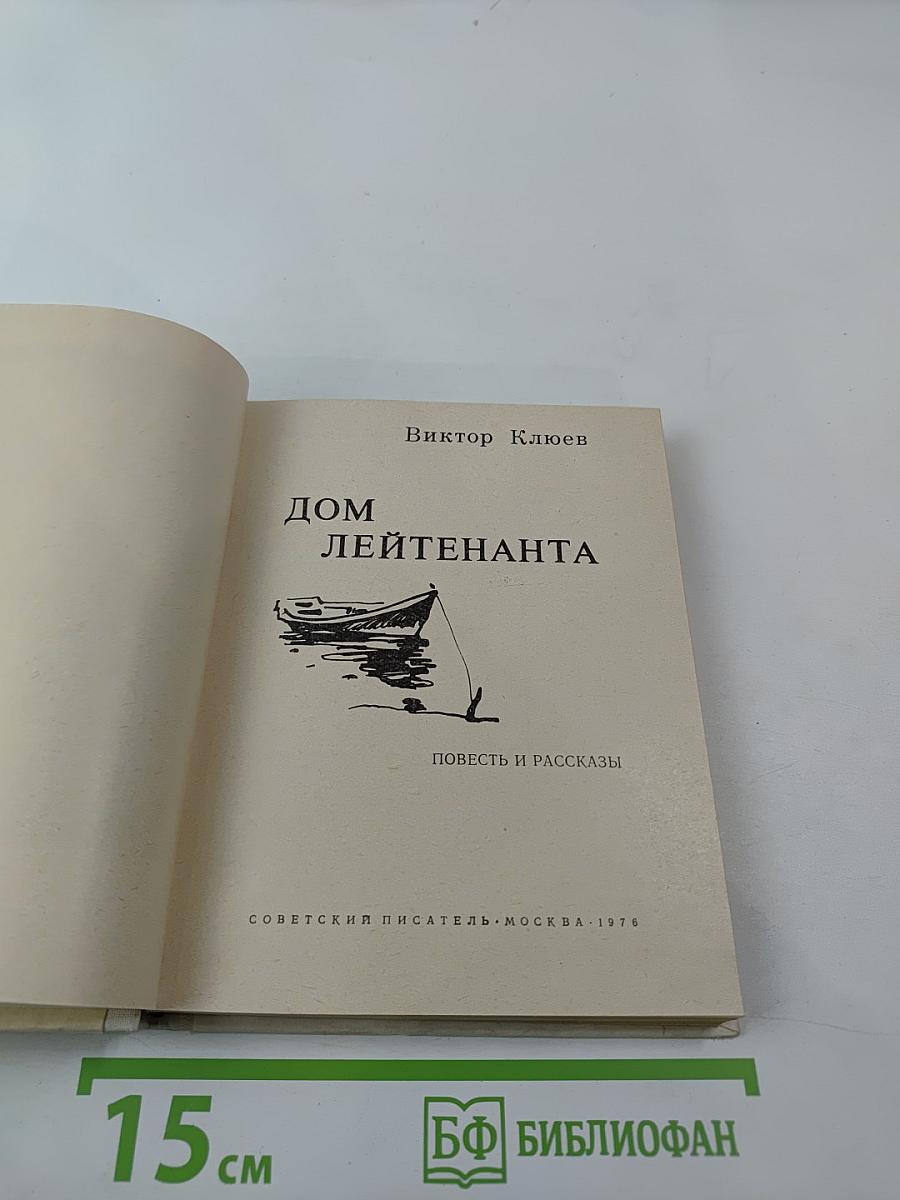 Виктор Клюев
ДОМ
ЛЕЙТЕНАНТА
ПОВЕСТЬ И РАССКАЗЫ
СОВЕТСКИЙ ПИСАТЕЛЬ • МОСКВА • 1976
15 см
БФ БИБЛИОФАН